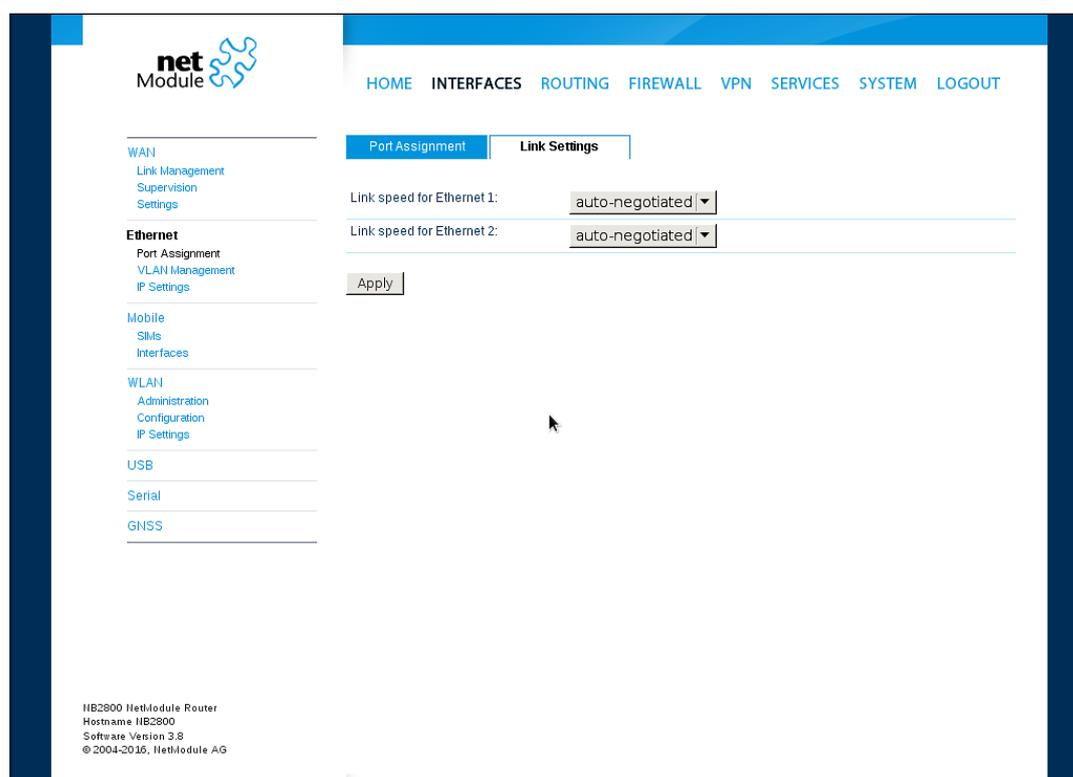 net
Module
HOME INTERFACES ROUTING FIREWALL VPN SERVICES SYSTEM LOGOUT
WAN
Link Management
Supervision
Settings
Ethernet
Port Assignment
VLAN Management
IP Settings
Mobile
SIMs
Interfaces
WLAN
Administration
Configuration
IP Settings
USB
Serial
GNSS
Port Assignment Link Settings
Link speed for Ethernet 1: auto-negotiated
Link speed for Ethernet 2: auto-negotiated
Apply
NB2800 NetModule Router
Hostname NB2800
Software Version 3.8
© 2004-2016, NetModule AG